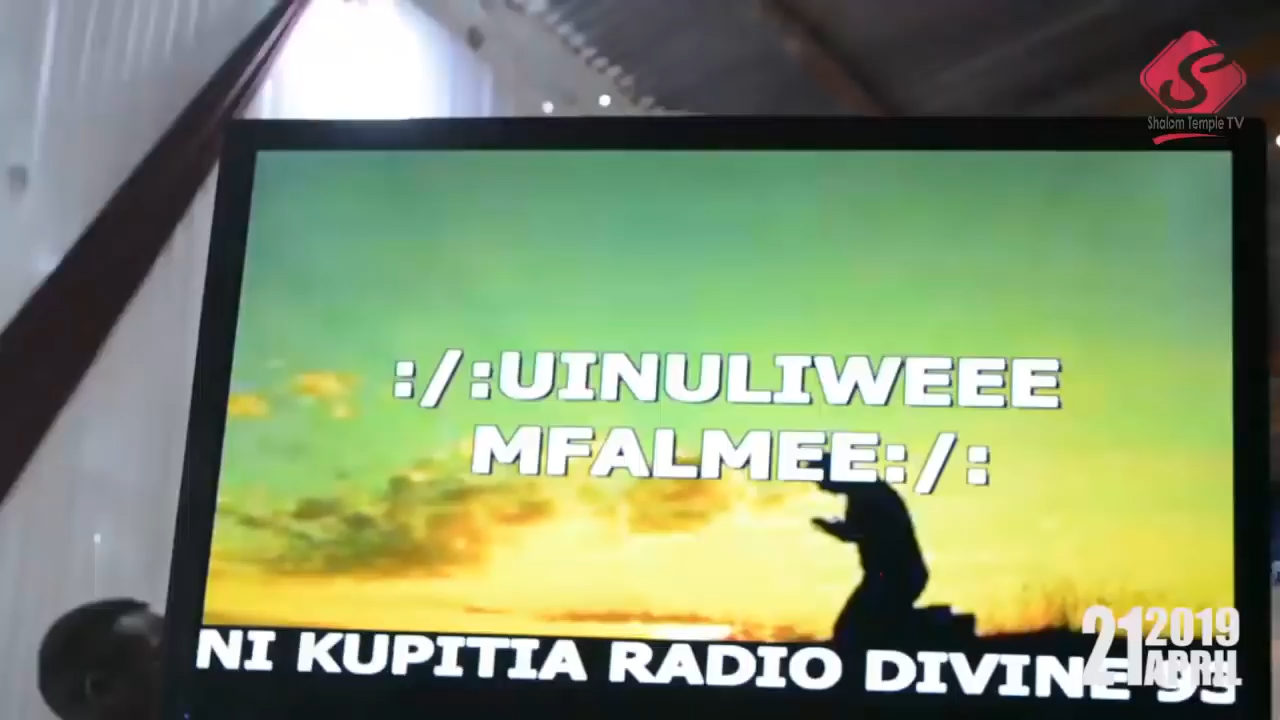 Shalom Temple TV
:/:UINULIWEEE
MFALMEE:/:
NI KUPITIA RADIO DIVINE
21 2019
APRIL